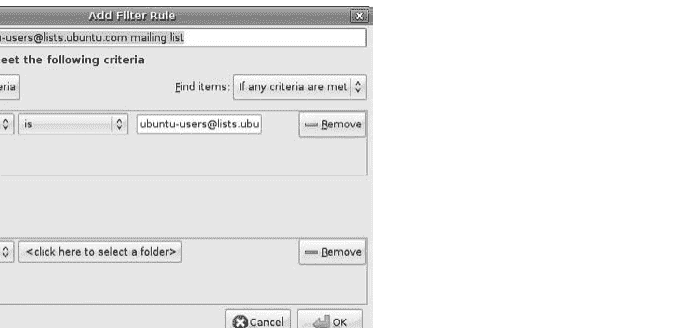 Add Filter Rule
-users@lists.ubuntu.com mailing list
eet the following criteria
eria Find items: If any criteria are met
is ubuntu-users@lists.ubu Remove
<click here to select a folder> Remove
Cancel OK